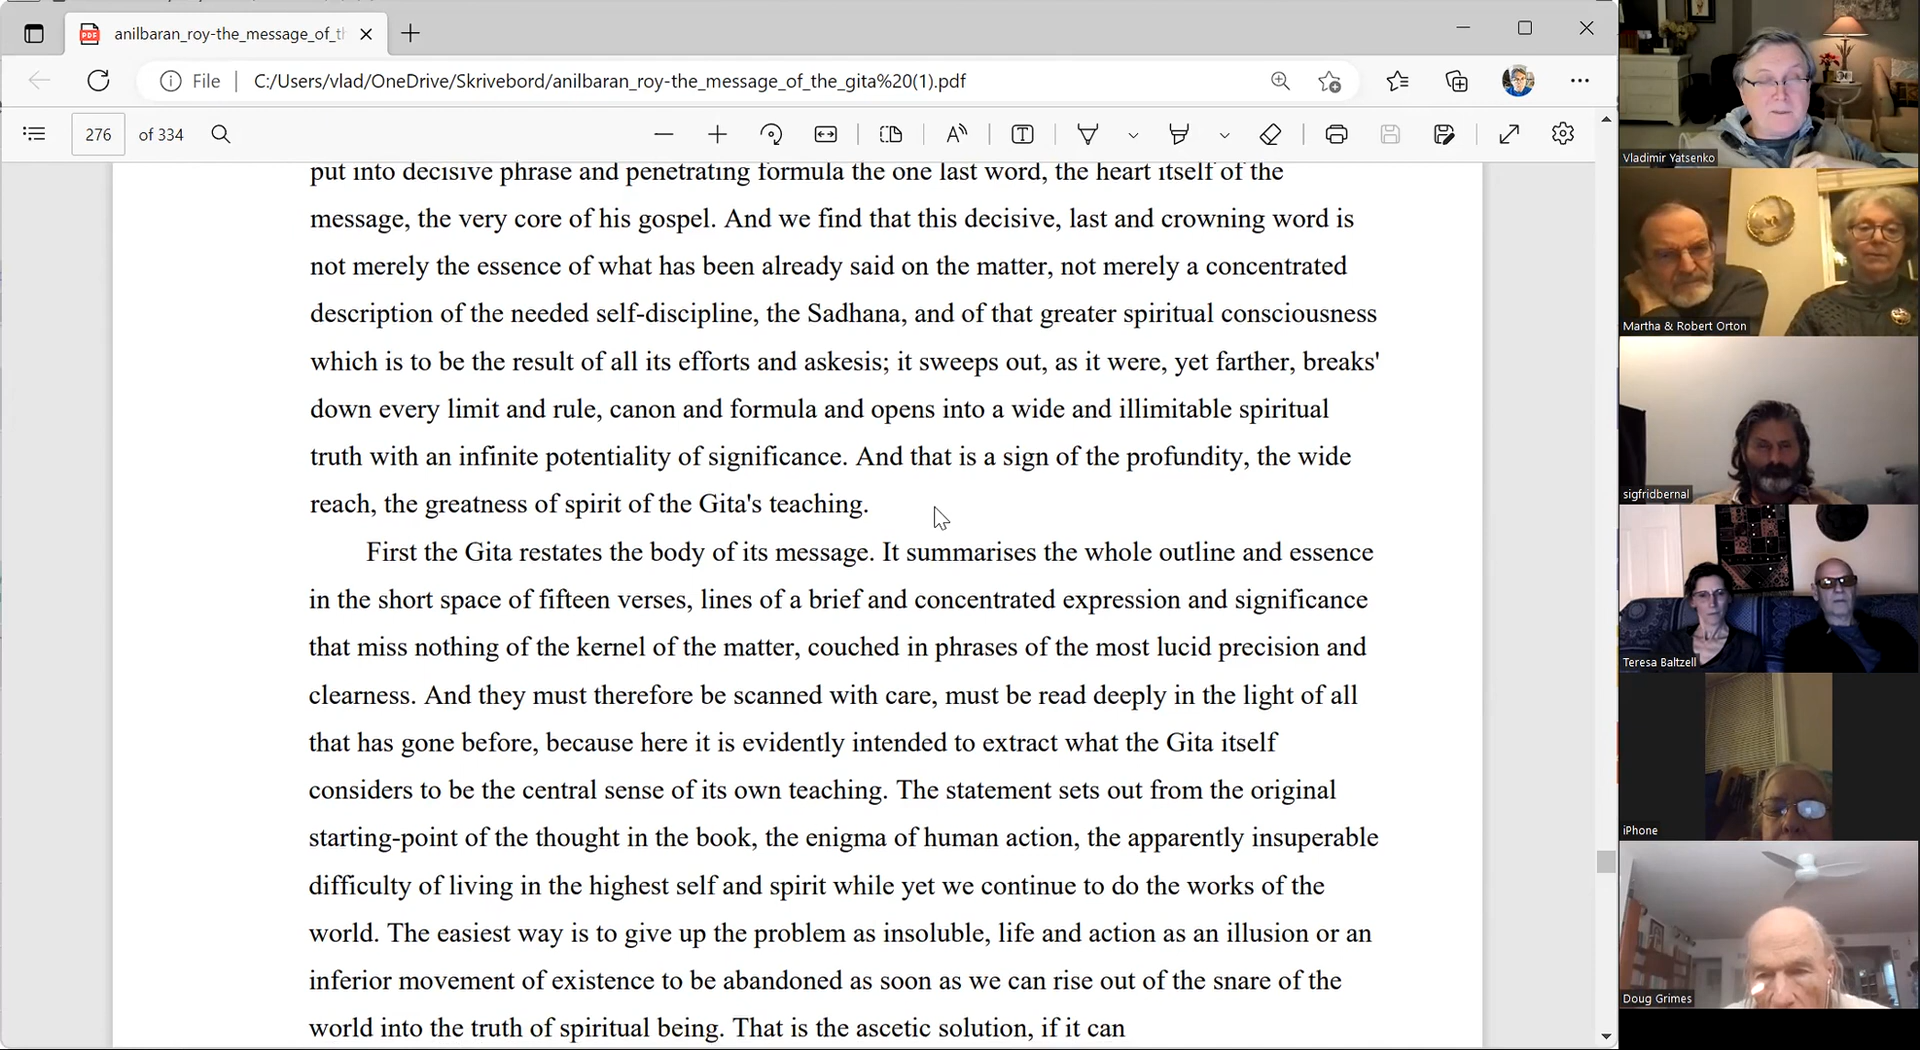 anilbaran_roy-the_message_of_th
File
C:/Users/vlad/OneDrive/Skrivebord/anilbaran_roy-the_message_of_the_gita%20(1).pdf
276 of 334
put into decisive phrase and penetrating formula the one last word, the heart itself of the
message, the very core of his gospel. And we find that this decisive, last and crowning word is
not merely the essence of what has been already said on the matter, not merely a concentrated
description of the needed self-discipline, the Sadhana, and of that greater spiritual consciousness
which is to be the result of all its efforts and askesis; it sweeps out, as it were, yet farther, breaks'
down every limit and rule, canon and formula and opens into a wide and illimitable spiritual
truth with an infinite potentiality of significance. And that is a sign of the profundity, the wide
reach, the greatness of spirit of the Gita's teaching.
First the Gita restates the body of its message. It summarises the whole outline and essence
in the short space of fifteen verses, lines of a brief and concentrated expression and significance
that miss nothing of the kernel of the matter, couched in phrases of the most lucid precision and
clearness. And they must therefore be scanned with care, must be read deeply in the light of all
that has gone before, because here it is evidently intended to extract what the Gita itself
considers to be the central sense of its own teaching. The statement sets out from the original
starting-point of the thought in the book, the enigma of human action, the apparently insuperable
difficulty of living in the highest self and spirit while yet we continue to do the works of the
world. The easiest way is to give up the problem as insoluble, life and action as an illusion or an
inferior movement of existence to be abandoned as soon as we can rise out of the snare of the
world into the truth of spiritual being. That is the ascetic solution, if it can
Vladimir Yatsenko
Martha & Robert Orton
sigfridbernal
Teresa Baltzell
iPhone
Doug Grimes